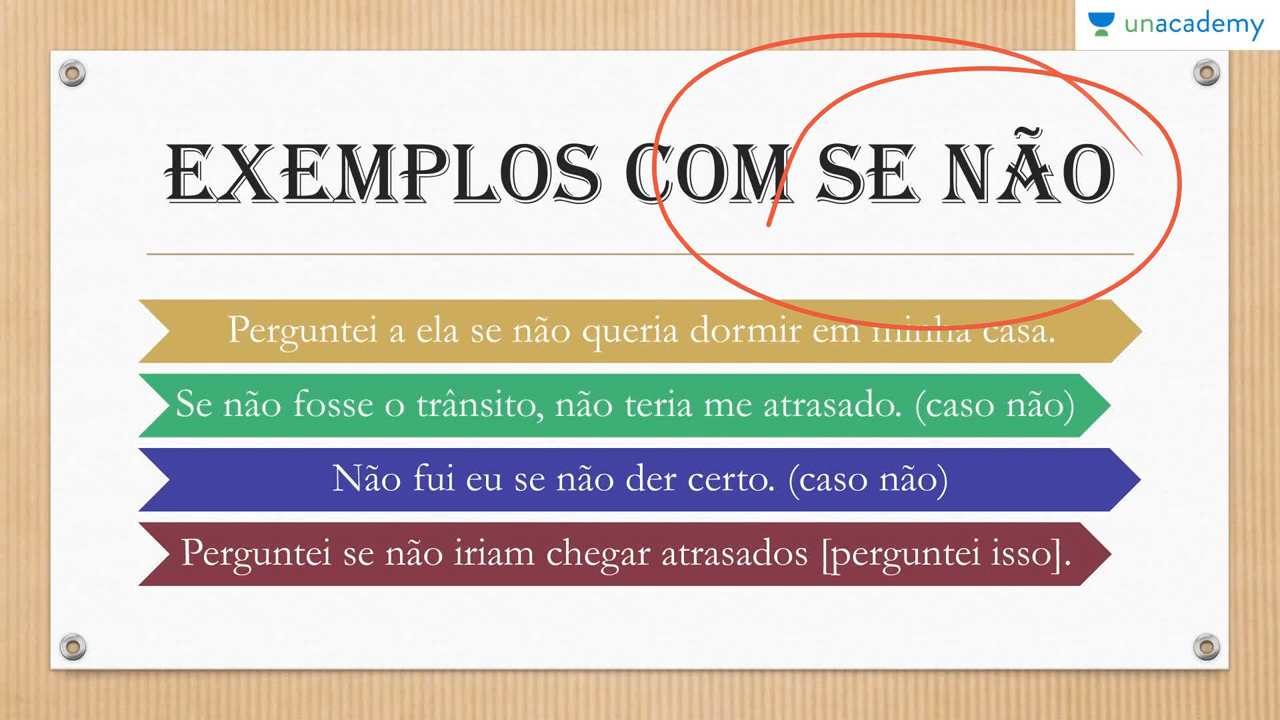 unacademy
EXEMPLOS COM SE NÃO
Perguntei a ela se não queria dormir em minha casa.
Se não fosse o trânsito, não teria me atrasado. (caso não)
Não fui eu se não der certo. (caso não)
Perguntei se não iriam chegar atrasados [perguntei isso].